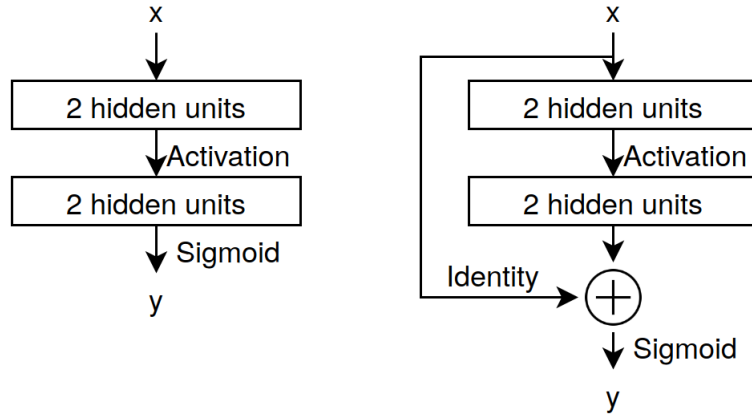 x
2 hidden units
Activation
2 hidden units
Sigmoid
y
x
2 hidden units
Activation
2 hidden units
Identity
Sigmoid
y